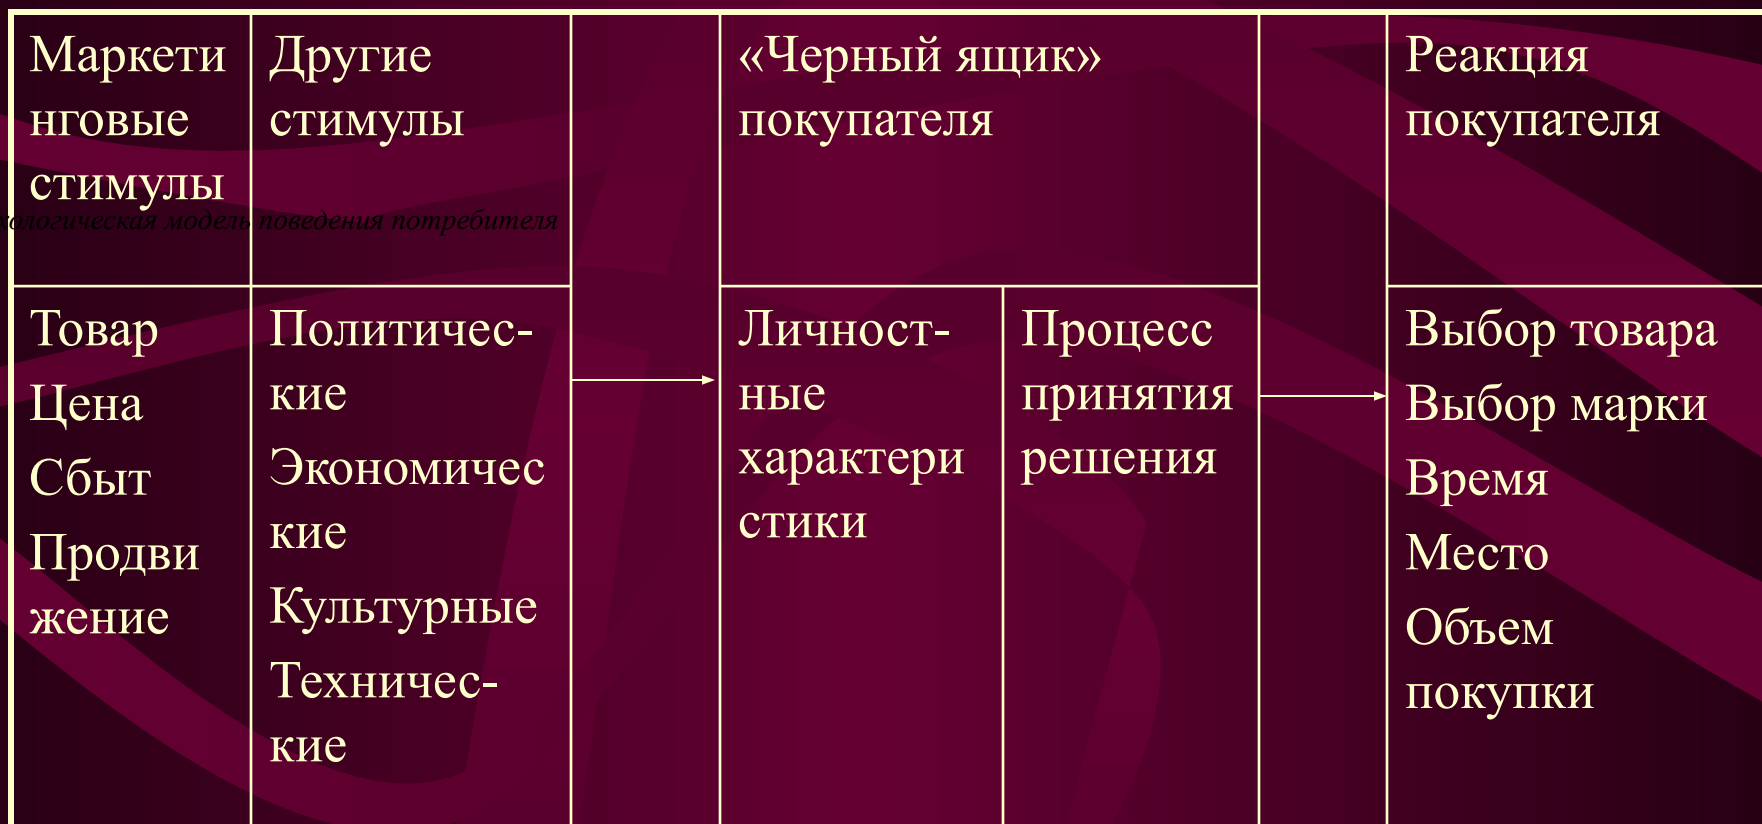 Маркети
нговые
стимулы
Другие
стимулы
«Черный ящик»
покупателя
Реакция
покупателя
модель поведения потребителя
Товар
Цена
Сбыт
Продви
жение
Политичес-
кие
Экономичес
кие
Культурные
Техничес-
кие
Личност-
ные
характери
стики
Процесс
принятия
решения
Выбор товара
Выбор марки
Время
Место
Объем
покупки